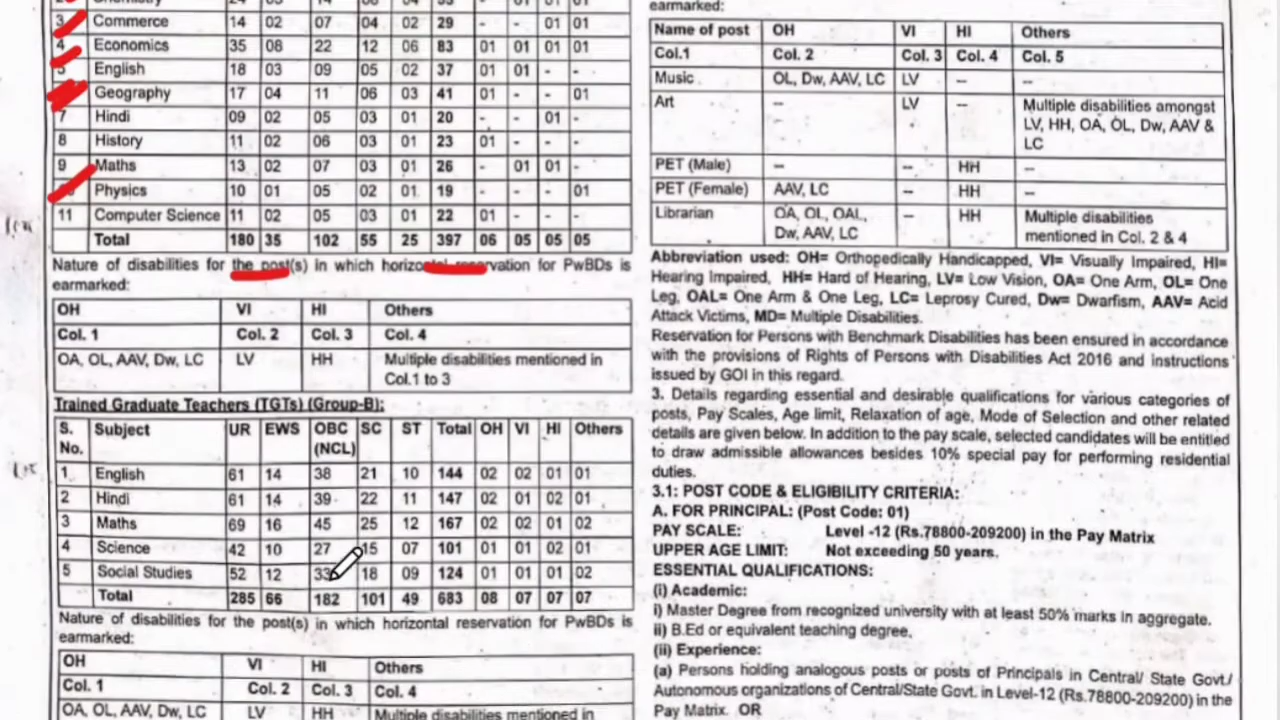 3 Commerce 14 02 07 04 02 29 - - 01 01
4 Economics 35 08 22 12 06 83 01 01 01 01
5 English 18 03 09 05 02 37 01 01 - -
Geography 17 04 11 06 03 41 01 - - 01
7 Hindi 09 02 05 03 01 20 - - 01 -
8 History 11 02 06 03 01 23 01 - - -
9 Maths 13 02 07 03 01 26 - 01 01 -
Physics 10 01 05 02 01 19 - - - 01
11 Computer Science 11 02 05 03 01 22 01 - - -
Total 180 35 102 55 25 397 06 05 05 05
Nature of disabilities for the post(s) in which horizontal reservation for PwBDs is
earmarked:
OH VI HI Others
Col. 1 Col. 2 Col. 3 Col. 4
OA, OL, AAV, Dw, LC LV HH Multiple disabilities mentioned in
Col.1 to 3
Trained Graduate Teachers (TGTs) (Group-B):
S. Subject UR EWS OBC SC ST Total OH VI HI Others
No. (NCL)
1 English 61 14 38 21 10 144 02 02 01 01
2 Hindi 61 14 39 22 11 147 02 01 02 01
3 Maths 69 16 45 25 12 167 02 02 01 02
4 Science 42 10 27 15 07 101 01 01 02 01
5 Social Studies 52 12 33 18 09 124 01 01 01 02
Total 285 66 182 101 49 683 08 07 07 07
Nature of disabilities for the post(s) in which horizontal reservation for PwBDs is
earmarked:
OH VI HI Others
Col. 1 Col. 2 Col. 3 Col. 4
OA, OL, AAV, Dw, LC LV HH Multiple disabilities mentioned in
earmarked:
Name of post OH VI HI Others
Col.1 Col. 2 Col. 3 Col. 4 Col. 5
Music OL, Dw, AAV, LC LV -- --
Art -- LV -- Multiple disabilities amongst
LV, HH, OA, OL, Dw, AAV &
LC
PET (Male) -- -- HH --
PET (Female) AAV, LC -- HH --
Librarian OA, OL, OAL, -- HH Multiple disabilities
Dw, AAV, LC mentioned in Col. 2 & 4
Abbreviation used: OH= Orthopedically Handicapped, VI= Visually Impaired, HI=
Hearing Impaired, HH= Hard of Hearing, LV= Low Vision, OA= One Arm, OL= One
Leg, OAL= One Arm & One Leg, LC= Leprosy Cured, Dw= Dwarfism, AAV= Acid
Attack Victims, MD= Multiple Disabilities.
Reservation for Persons with Benchmark Disabilities has been ensured in accordance
with the provisions of Rights of Persons with Disabilities Act 2016 and instructions
issued by GOI in this regard.
3. Details regarding essential and desirable qualifications for various categories of
posts, Pay Scales, Age limit, Relaxation of age, Mode of Selection and other related
details are given below. In addition to the pay scale, selected candidates will be entitled
to draw admissible allowances besides 10% special pay for performing residential
duties.
3.1: POST CODE & ELIGIBILITY CRITERIA:
A. FOR PRINCIPAL: (Post Code: 01)
PAY SCALE: Level -12 (Rs.78800-209200) in the Pay Matrix
UPPER AGE LIMIT: Not exceeding 50 years.
ESSENTIAL QUALIFICATIONS:
(i) Academic:
i) Master Degree from recognized university with at least 50% marks in aggregate.
ii) B.Ed or equivalent teaching degree.
(ii) Experience:
(a) Persons holding analogous posts or posts of Principals in Central/ State Govt./
Autonomous organizations of Central/State Govt. in Level-12 (Rs.78800-209200) in the
Pay Matrix. OR